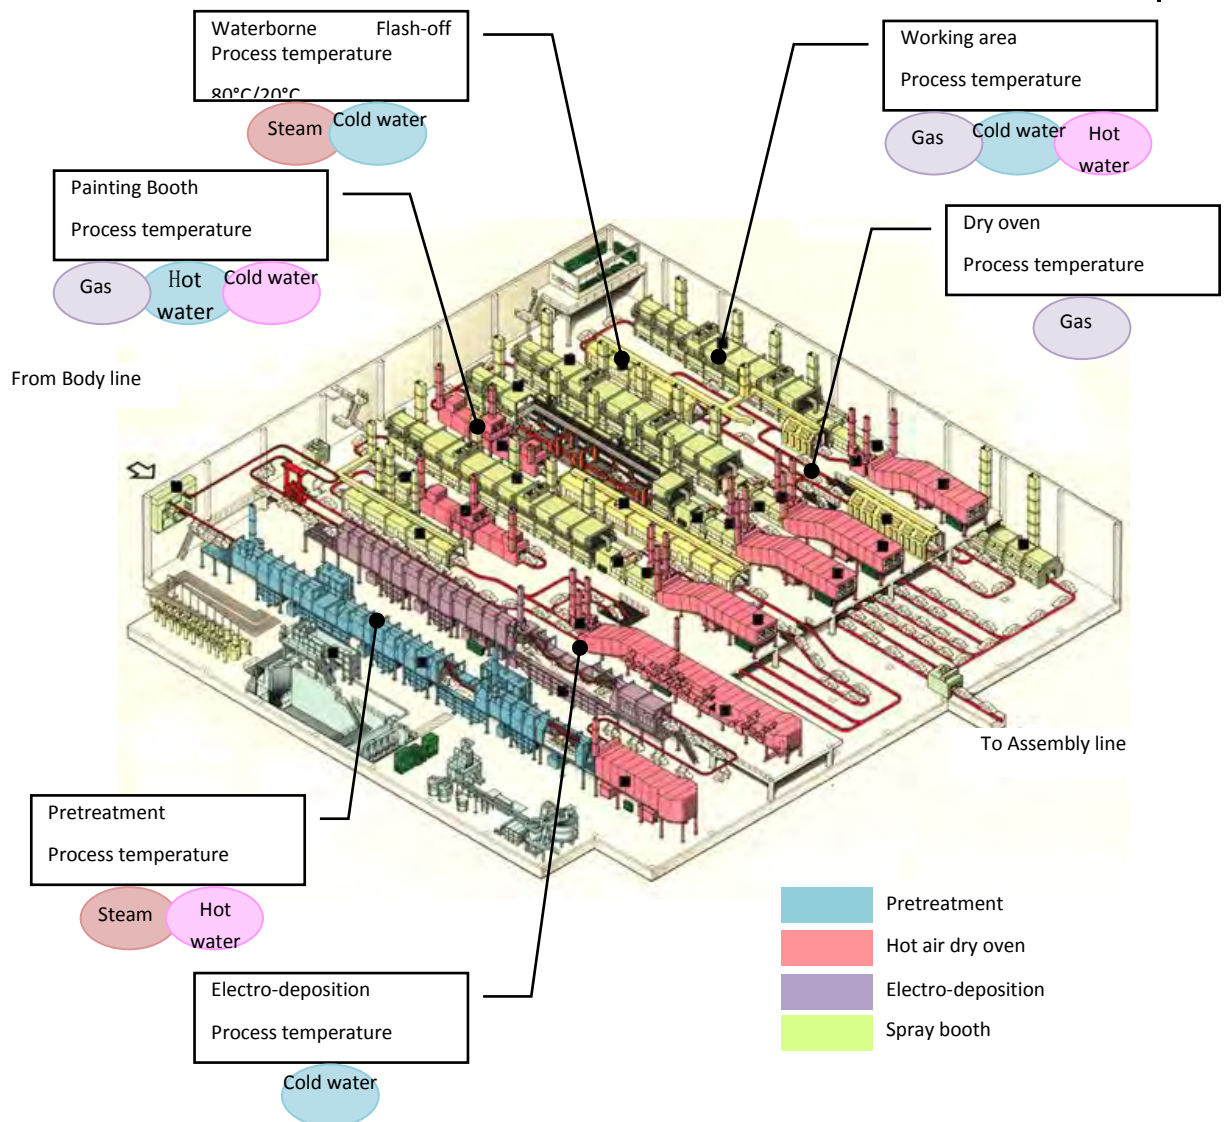 Waterborne Flash-off
Process temperature
80°C/20°C
Steam
Cold water
Working area
Process temperature
Gas
Cold water
Hot
water
Painting Booth
Process temperature
Gas
Hot
water
Cold water
Dry oven
Process temperature
Gas
From Body line
To Assembly line
Pretreatment
Process temperature
Steam
Hot
water
Electro-deposition
Process temperature
Cold water
Pretreatment
Hot air dry oven
Electro-deposition
Spray booth